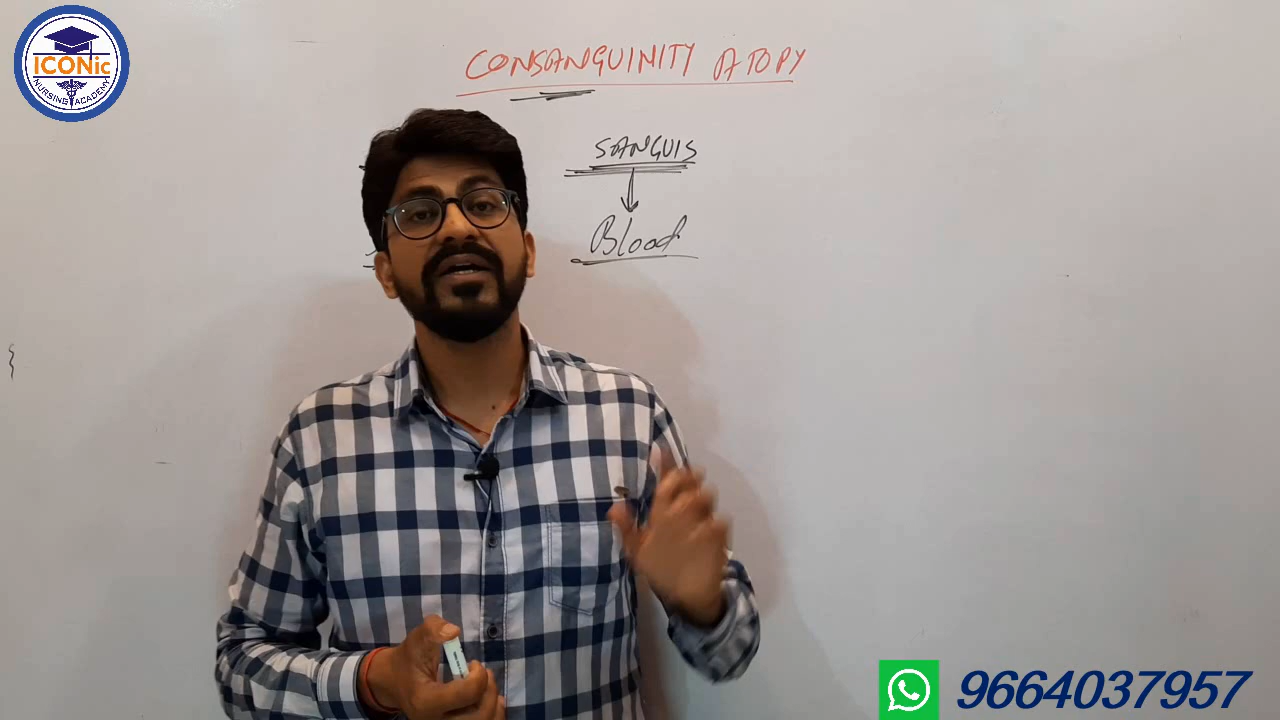 ICONic
NURSING ACADEMY
CONSANGUINITY ATOPY
SANGUIS
Blood
9664037957